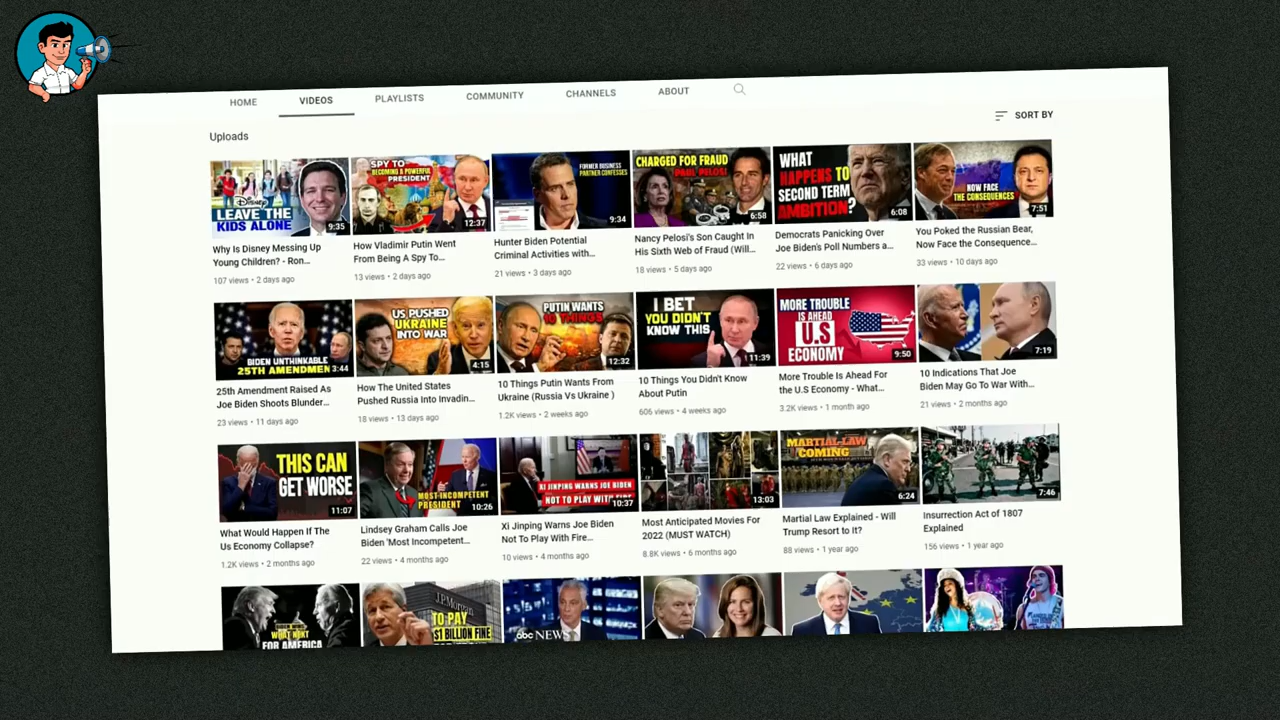 HOME
VIDEOS
PLAYLISTS
COMMUNITY
CHANNELS
ABOUT
Uploads
SORT BY
Disney
LEAVE THE
KIDS ALONE
9:35
SPY TO
BECOMING A POWERFUL
PRESIDENT
12:37
FORMER BUSINESS
PARTNER CONFESSES
9:34
CHARGED FOR FRAUD
PAUL PELOSI
6:58
WHAT
HAPPENS TO
SECOND TERM
AMBITION?
6:08
NOW FACE
THE CONSEQUENCES
7:51
Why Is Disney Messing Up
Young Children? - Ron...
107 views • 2 days ago
How Vladimir Putin Went
From Being A Spy To...
13 views • 2 days ago
Hunter Biden Potential
Criminal Activities with...
21 views • 3 days ago
Nancy Pelosi's Son Caught In
His Sixth Web of Fraud (Will...
18 views • 5 days ago
Democrats Panicking Over
Joe Biden's Poll Numbers a...
22 views • 6 days ago
You Poked the Russian Bear,
Now Face the Consequence...
33 views • 10 days ago
BIDEN UNTHINKABLE
25TH AMENDMEN
3:44
US PUSHED
UKRAINE
INTO WAR
4:15
PUTIN WANTS
10 THINGS
12:32
I BET
YOU DIDN'T
KNOW THIS
11:39
MORE TROUBLE
IS AHEAD
U.S
ECONOMY
9:50
7:19
25th Amendment Raised As
Joe Biden Shoots Blunder...
23 views • 11 days ago
How The United States
Pushed Russia Into Invadin...
18 views • 13 days ago
10 Things Putin Wants From
Ukraine (Russia Vs Ukraine )
1.2K views • 2 weeks ago
10 Things You Didn't Know
About Putin
606 views • 4 weeks ago
More Trouble Is Ahead For
the U.S Economy - What...
3.2K views • 1 month ago
10 Indications That Joe
Biden May Go To War With...
21 views • 2 months ago
THIS CAN
GET WORSE
11:07
MOST INCOMPETENT
PRESIDENT
10:26
XI JINPING WARNS JOE BIDEN
NOT TO PLAY WITH FIRE
10:37
13:03
MARTIAL LAW
COMING
6:24
7:46
What Would Happen If The
Us Economy Collapse?
1.2K views • 2 months ago
Lindsey Graham Calls Joe
Biden 'Most Incompetent...
22 views • 4 months ago
Xi Jinping Warns Joe Biden
Not To Play With Fire...
10 views • 4 months ago
Most Anticipated Movies For
2022 (MUST WATCH)
8.8K views • 6 months ago
Martial Law Explained - Will
Trump Resort to It?
88 views • 1 year ago
Insurrection Act of 1807
Explained
156 views • 1 year ago
WHAT NEXT
FOR AMERICA
J.P.Morgan
TO PAY
$1 BILLION FINE
abc NEWS